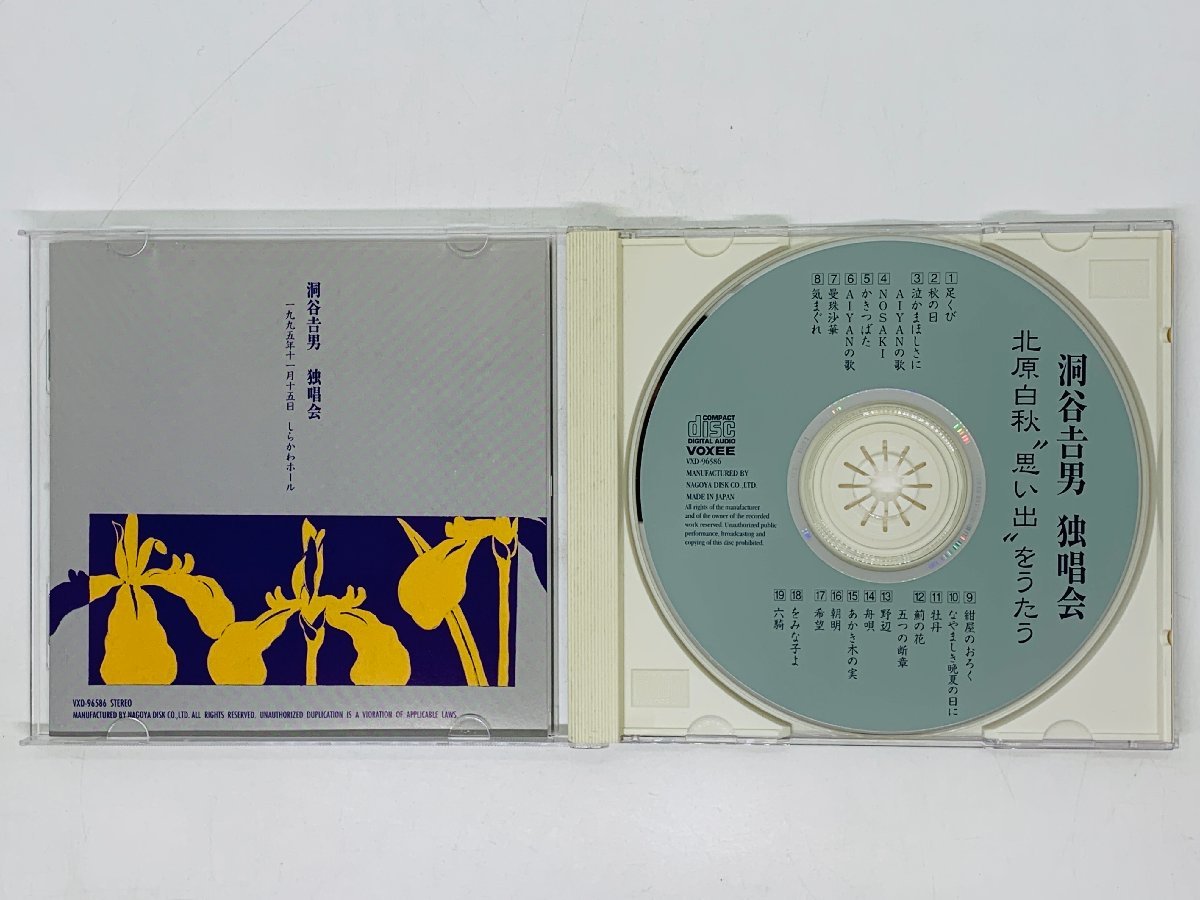 洞谷吉男 独唱会
一九九五年十一月十五日 しらかわホール
VXD-96586 STEREO
MANUFACTURED BY NAGOYA DISK CO.,LTD. ALL RIGHTS RESERVED. UNAUTHORIZED DUPLICATION IS A VIORATION OF APPLICABLE LAWS.
洞谷吉男 独唱会
北原白秋〝思い出〟をうたう
1 足くび
2 秋の日
3 泣かまほしさに
AIYANの歌
4 NOSAKI
5 かきつばた
6 AIYANの歌
7 曼珠沙華
8 気まぐれ
COMPACT
disc
DIGITAL AUDIO
VOXEE
VXD-96586
MANUFACTURED BY
NAGOYA DISK CO.,LTD.
MADE IN JAPAN
All rights of the manufacturer
and of the owner of the recorded
work reserved. Unauthorized public
performance, broadcasting and
copying of this disc prohibited.
9 紺屋のおろく
10 なやましき晩夏の日に
11 牡丹
12 薊の花
五つの断章
13 野辺
14 舟唄
15 あかき木の実
16 朝明
17 希望
18 をみな子よ
19 六騎